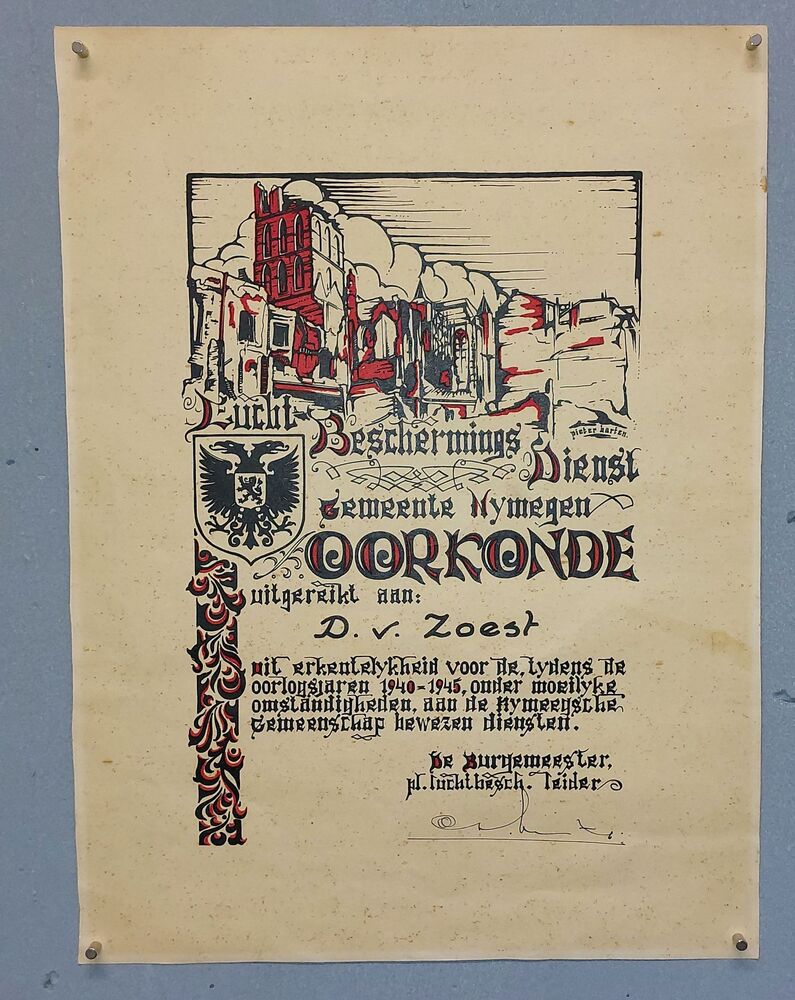 Lucht-
Beschermings
pieter harten.
Dienst
Gemeente Nymegen
OORKONDE
uitgereikt aan:
D. v. Zoest
uit erkentelykheid voor de, tydens de
oorlogsjaren 1940-1945, onder moeilyke
omstandigheden, aan de Nymeegsche
Gemeenschap bewezen diensten.
De Burgemeester,
pl. luchtbesch. leider